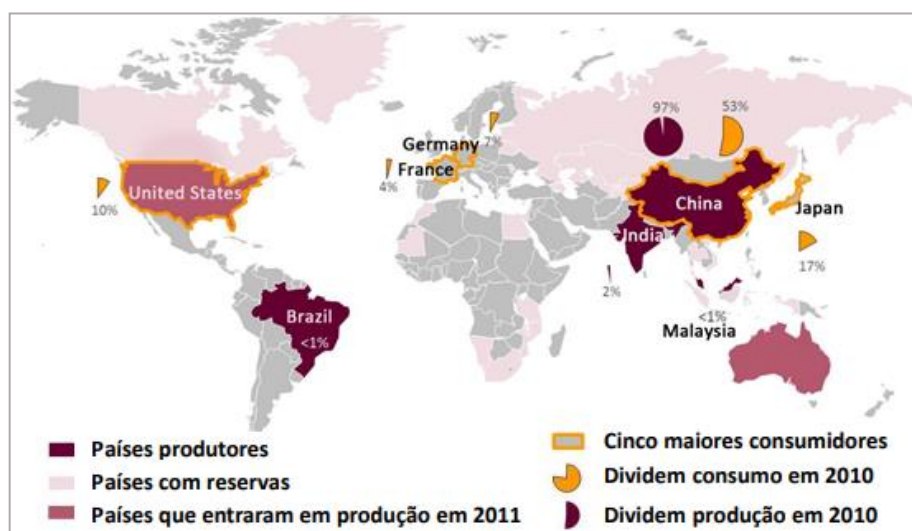 97%
53%
7%
Germany
France
4%
United States
10%
China
Japan
India
17%
2%
Brazil
<1%
<1%
Malaysia
Países produtores
Países com reservas
Países que entraram em produção em 2011
Cinco maiores consumidores
Dividem consumo em 2010
Dividem produção em 2010